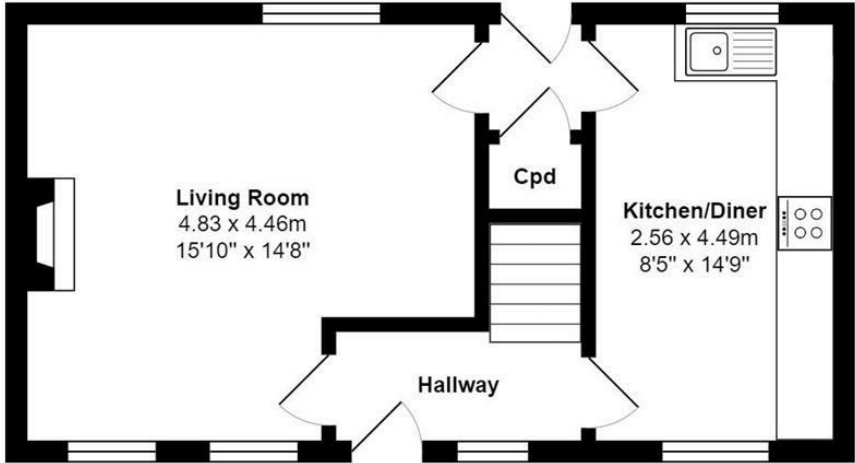 Living Room
4.83 x 4.46m
15'10" x 14'8"
Cpd
Kitchen/Diner
2.56 x 4.49m
8'5" x 14'9"
Hallway